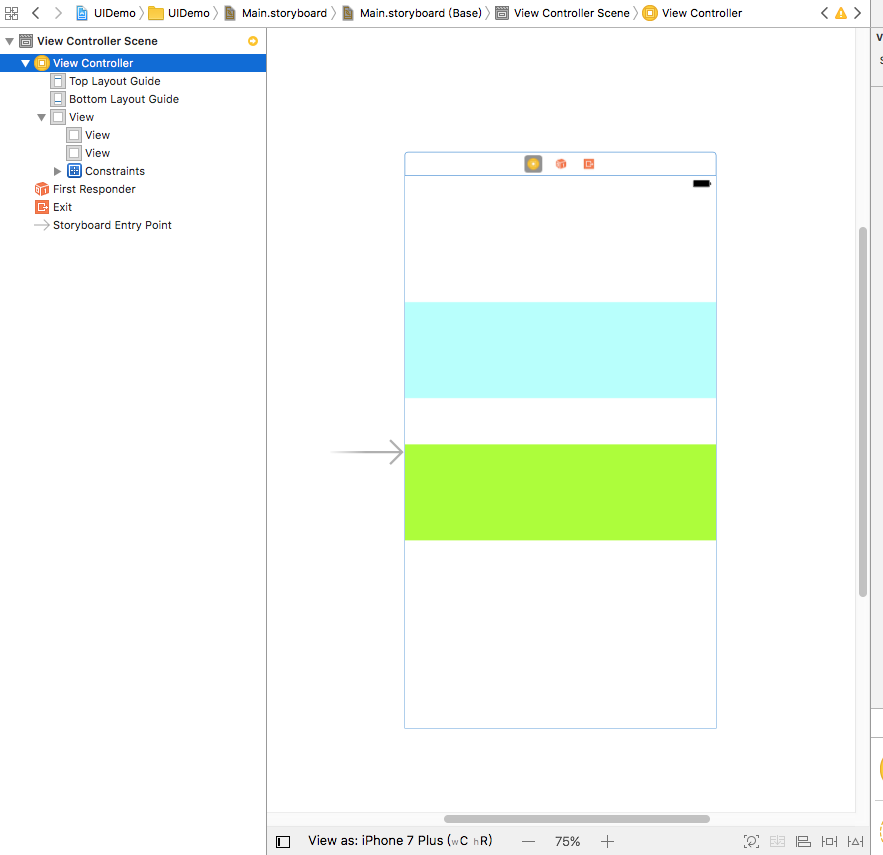 UIDemo UIDemo Main.storyboard Main.storyboard (Base) View Controller Scene View Controller
View Controller Scene
View Controller
Top Layout Guide
Bottom Layout Guide
View
View
View
Constraints
First Responder
Exit
Storyboard Entry Point
View as: iPhone 7 Plus (wC hR) — 75% +